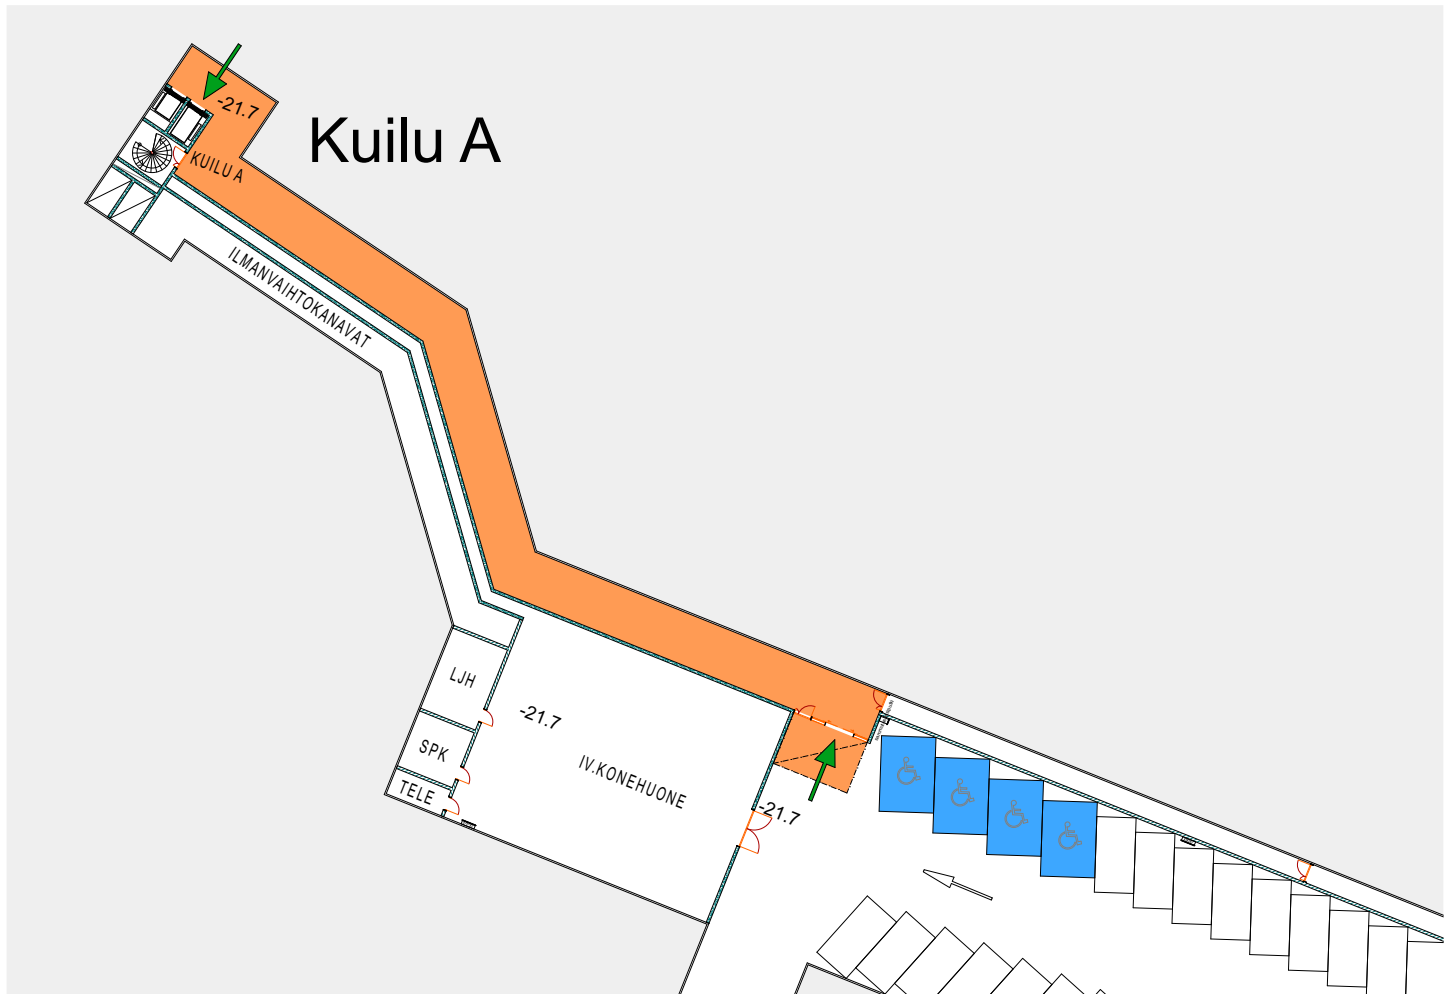 -21.7
Kuilu A
KUILU A
ILMANVAIHTOKANAVAT
LJH
-21.7
SPK
IV.KONEHUONE
TELE
-21.7